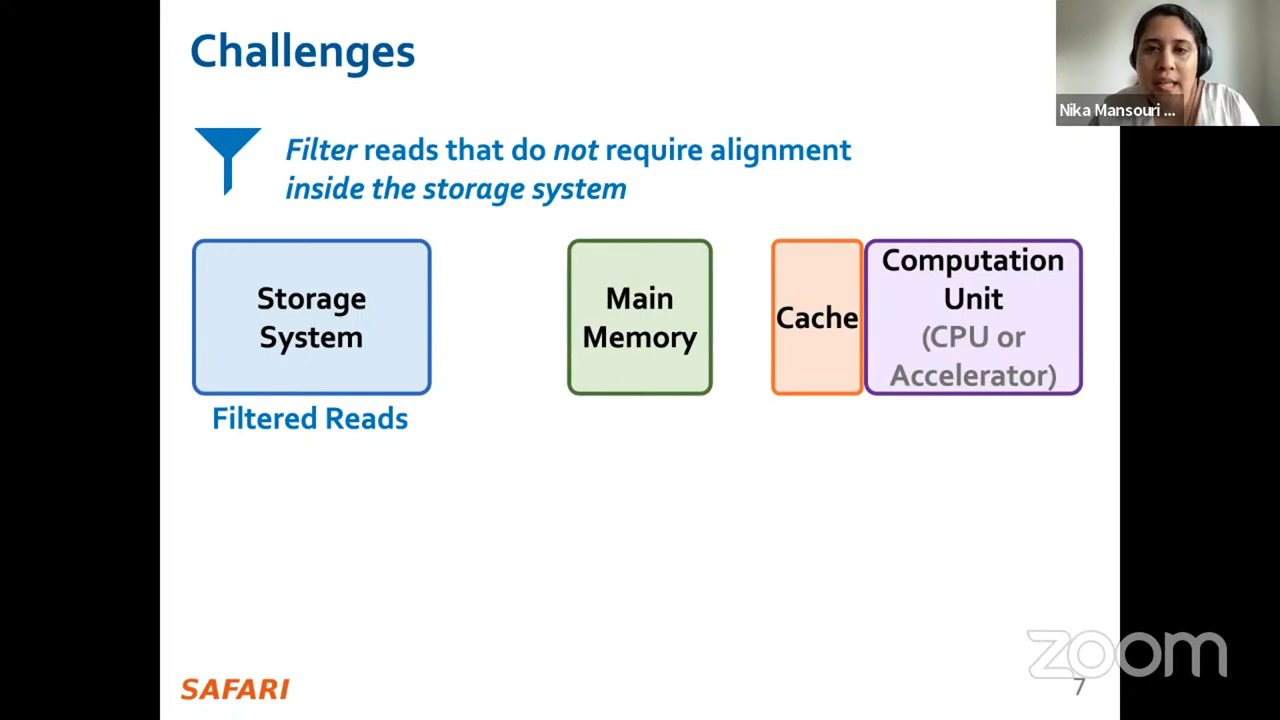 Challenges
Filter reads that do not require alignment
inside the storage system
Storage
System
Main
Memory
Cache
Computation
Unit
(CPU or
Accelerator)
Filtered Reads
Nika Mansouri ...
SAFARI
zoom
7